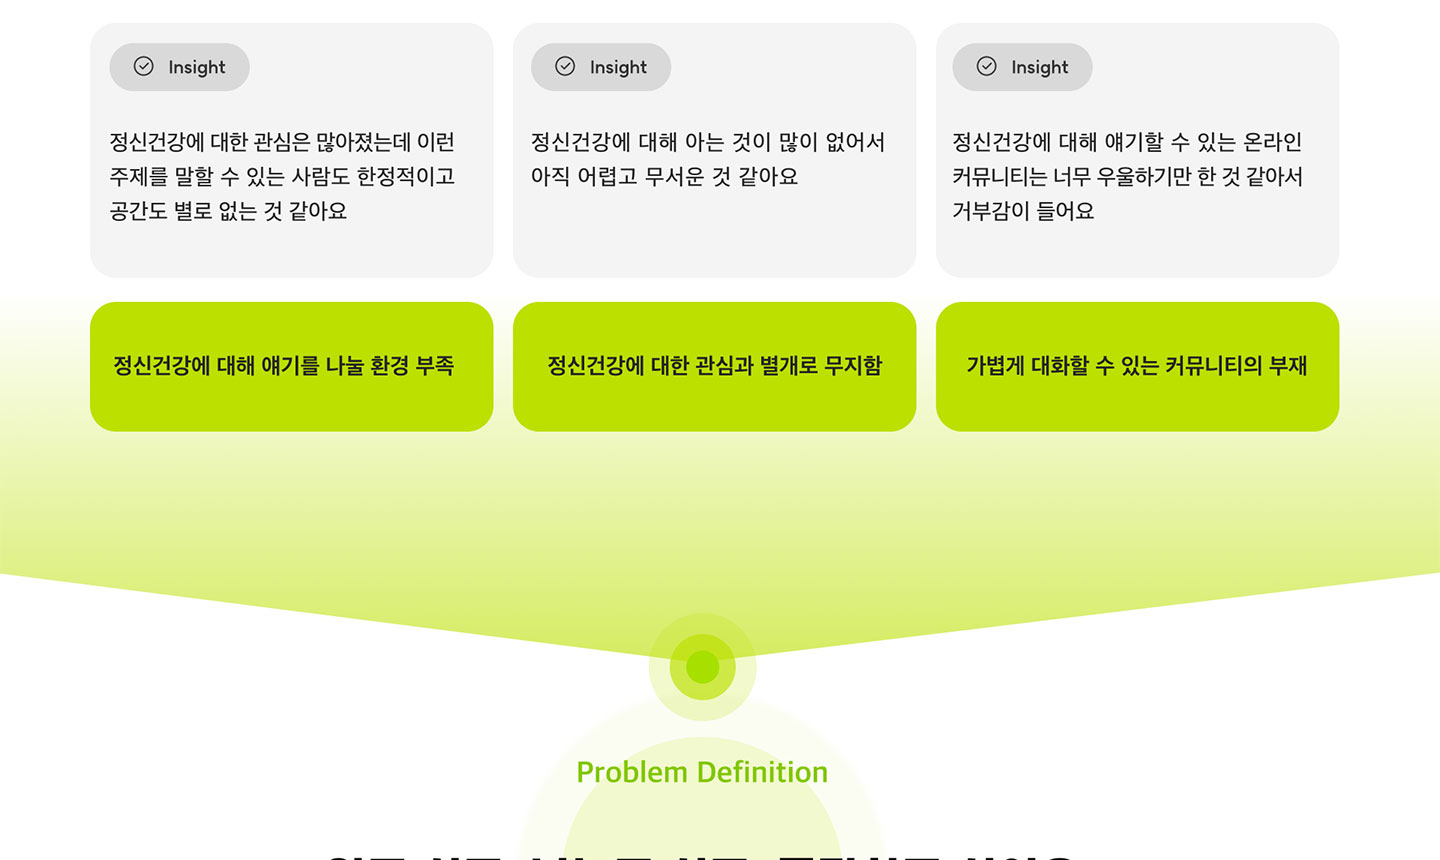 Insight
정신건강에 대한 관심은 많아졌는데 이런
주제를 말할 수 있는 사람도 한정적이고
공간도 별로 없는 것 같아요
Insight
정신건강에 대해 아는 것이 많이 없어서
아직 어렵고 무서운 것 같아요
Insight
정신건강에 대해 얘기할 수 있는 온라인
커뮤니티는 너무 우울하기만 한 것 같아서
거부감이 들어요
정신건강에 대해 얘기를 나눌 환경 부족
정신건강에 대한 관심과 별개로 무지함
가볍게 대화할 수 있는 커뮤니티의 부재
Problem Definition